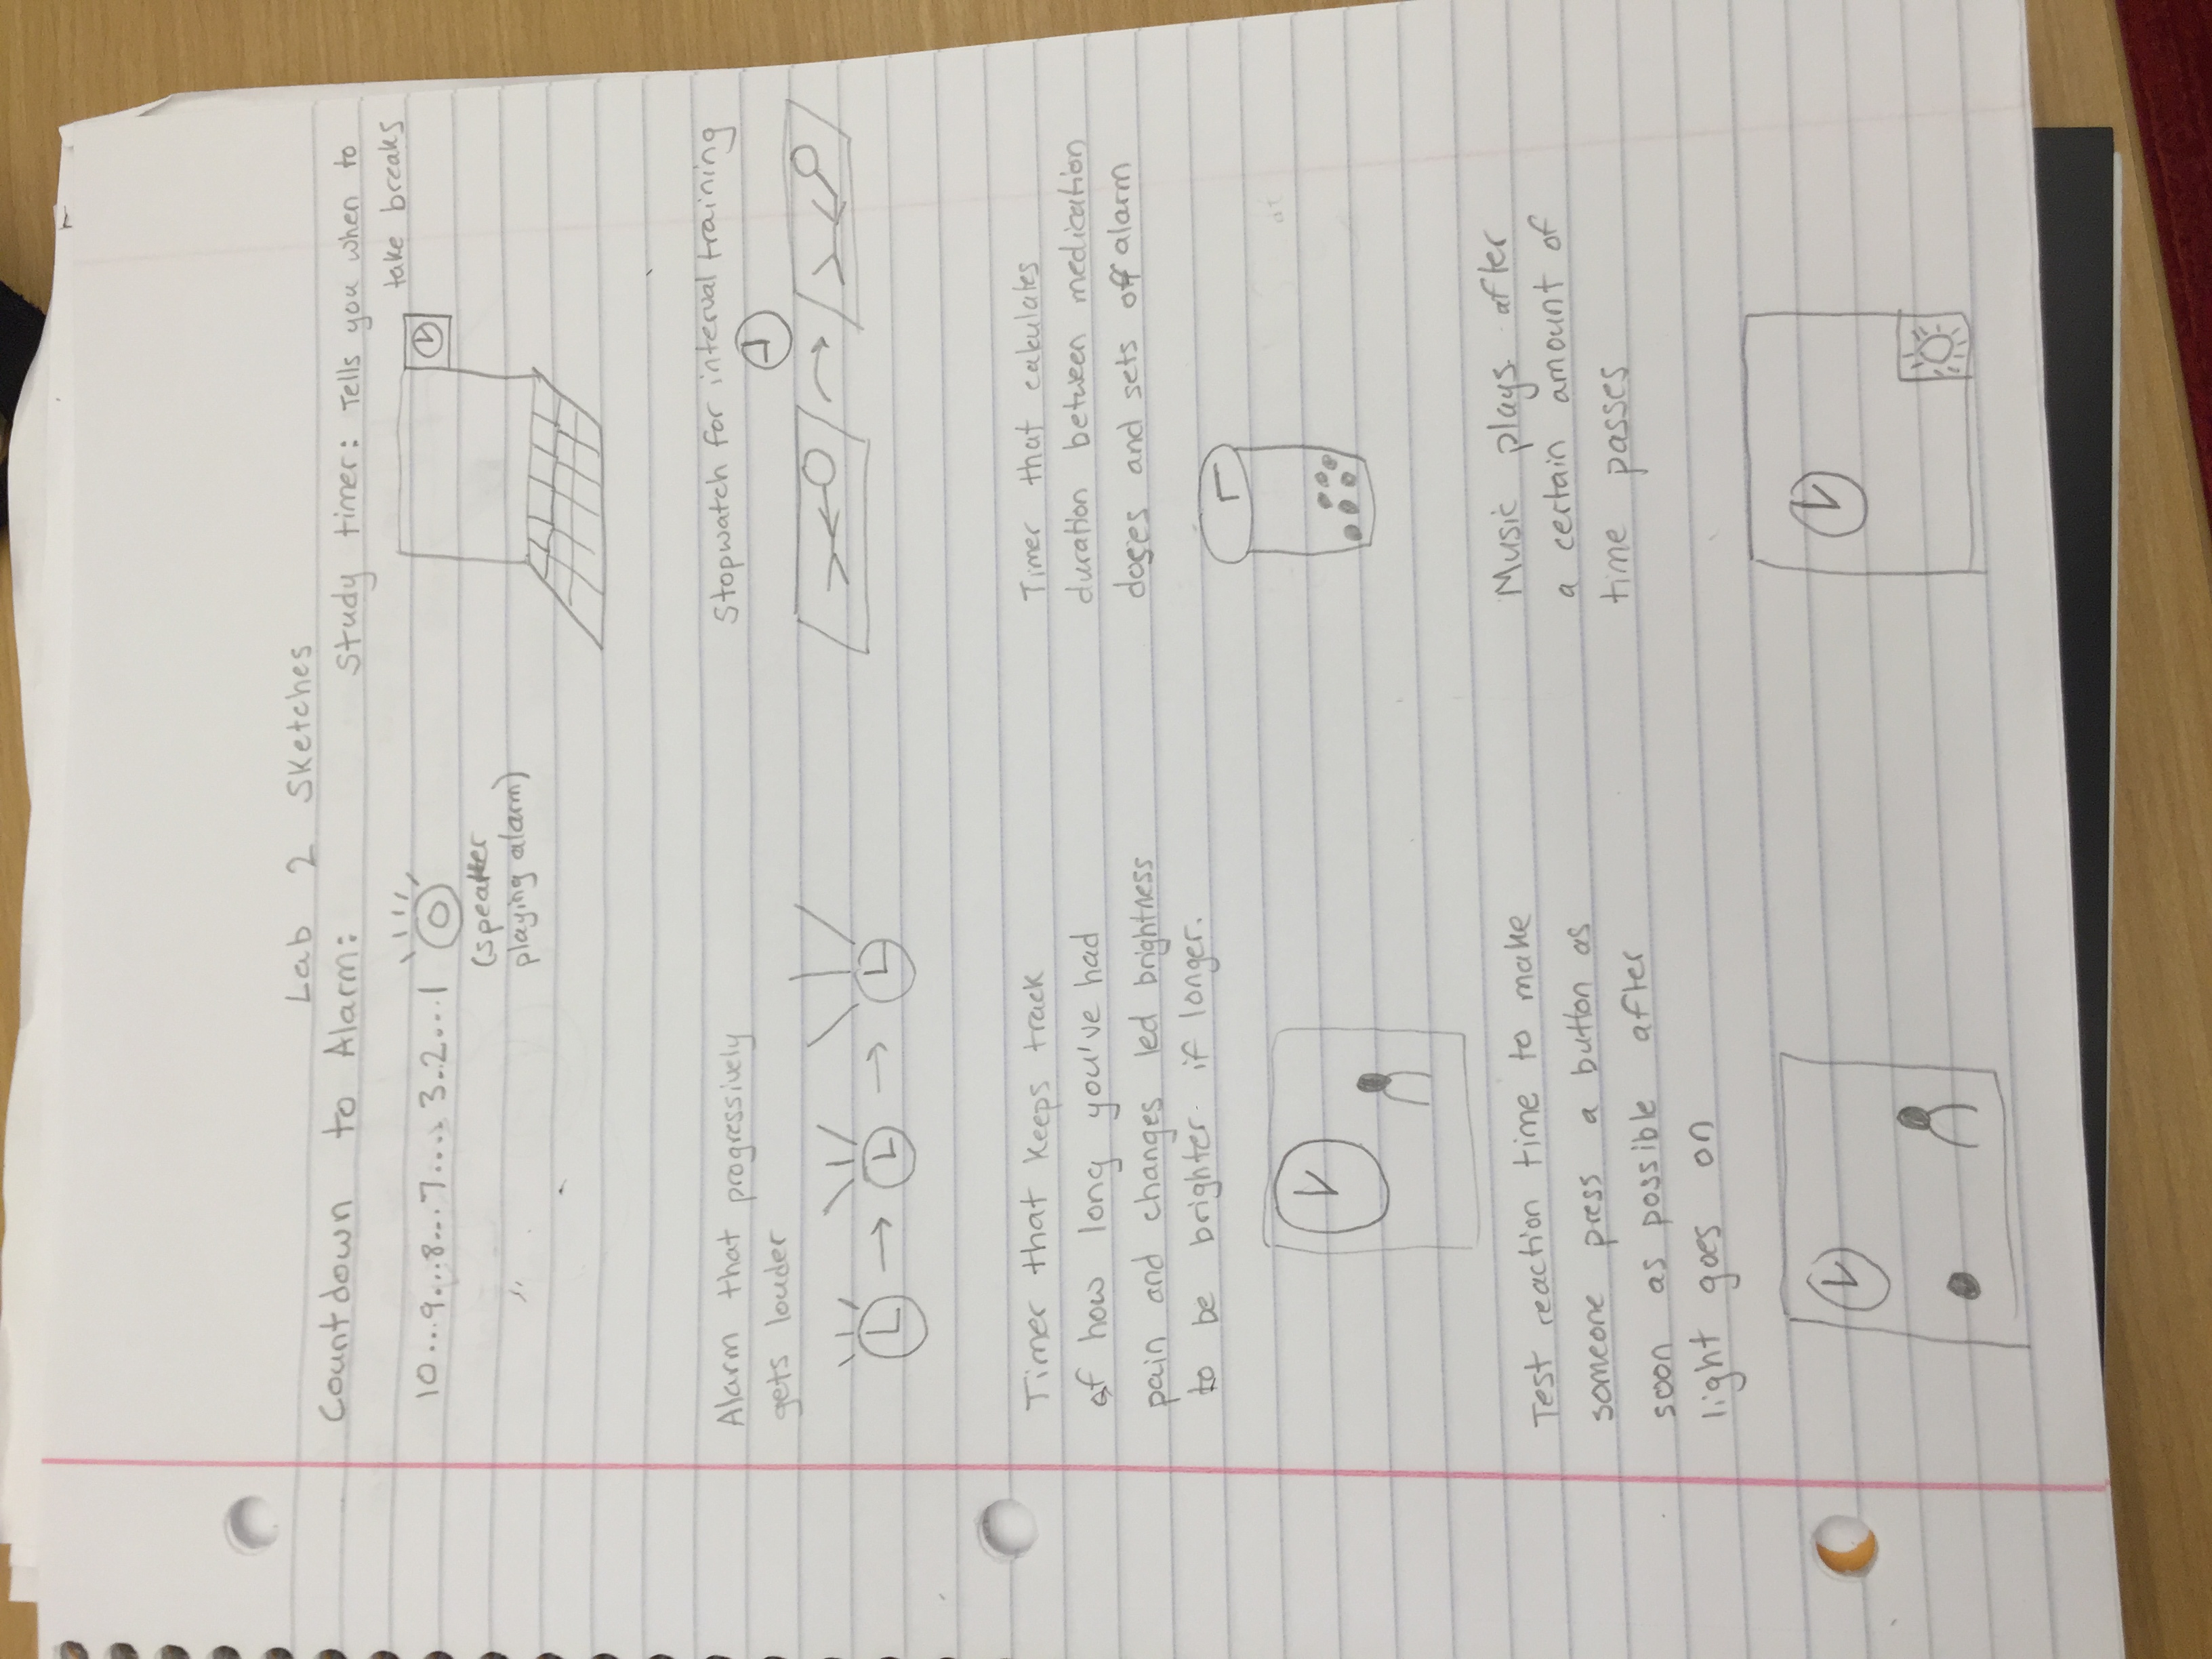 Lab 2 Sketches
Countdown to Alarm:
10...9...8...7..... 3..2...1
(speaker
playing alarm)
Study timer: Tells you when to
take breaks
Alarm that progressively
gets louder
Stopwatch for interval training
Timer that keeps track
of how long you've had
pain and changes led brightness
to be brighter if longer.
Timer that calculates
duration between medication
doses and sets off alarm
Test reaction time to make
someone press a button as
soon as possible after
light goes on
Music plays after
a certain amount of
time passes